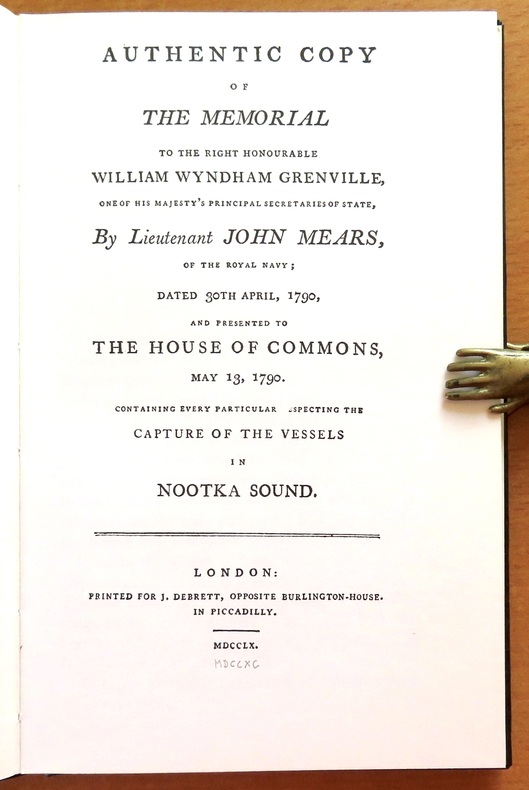 AUTHENTIC COPY
OF
THE MEMORIAL
TO THE RIGHT HONOURABLE
WILLIAM WYNDHAM GRENVILLE,
ONE OF HIS MAJESTY'S PRINCIPAL SECRETARIES OF STATE,
By Lieutenant JOHN MEARS,
OF THE ROYAL NAVY;
DATED 30TH APRIL, 1790,
AND PRESENTED TO
THE HOUSE OF COMMONS,
MAY 13, 1790.
CONTAINING EVERY PARTICULAR SPECTING THE
CAPTURE OF THE VESSELS
IN
NOOTKA SOUND.
LONDON:
PRINTED FOR J. DEBRETT, OPPOSITE BURLINGTON-HOUSE.
IN PICCADILLY.
MDCCLX.
MDCCXC